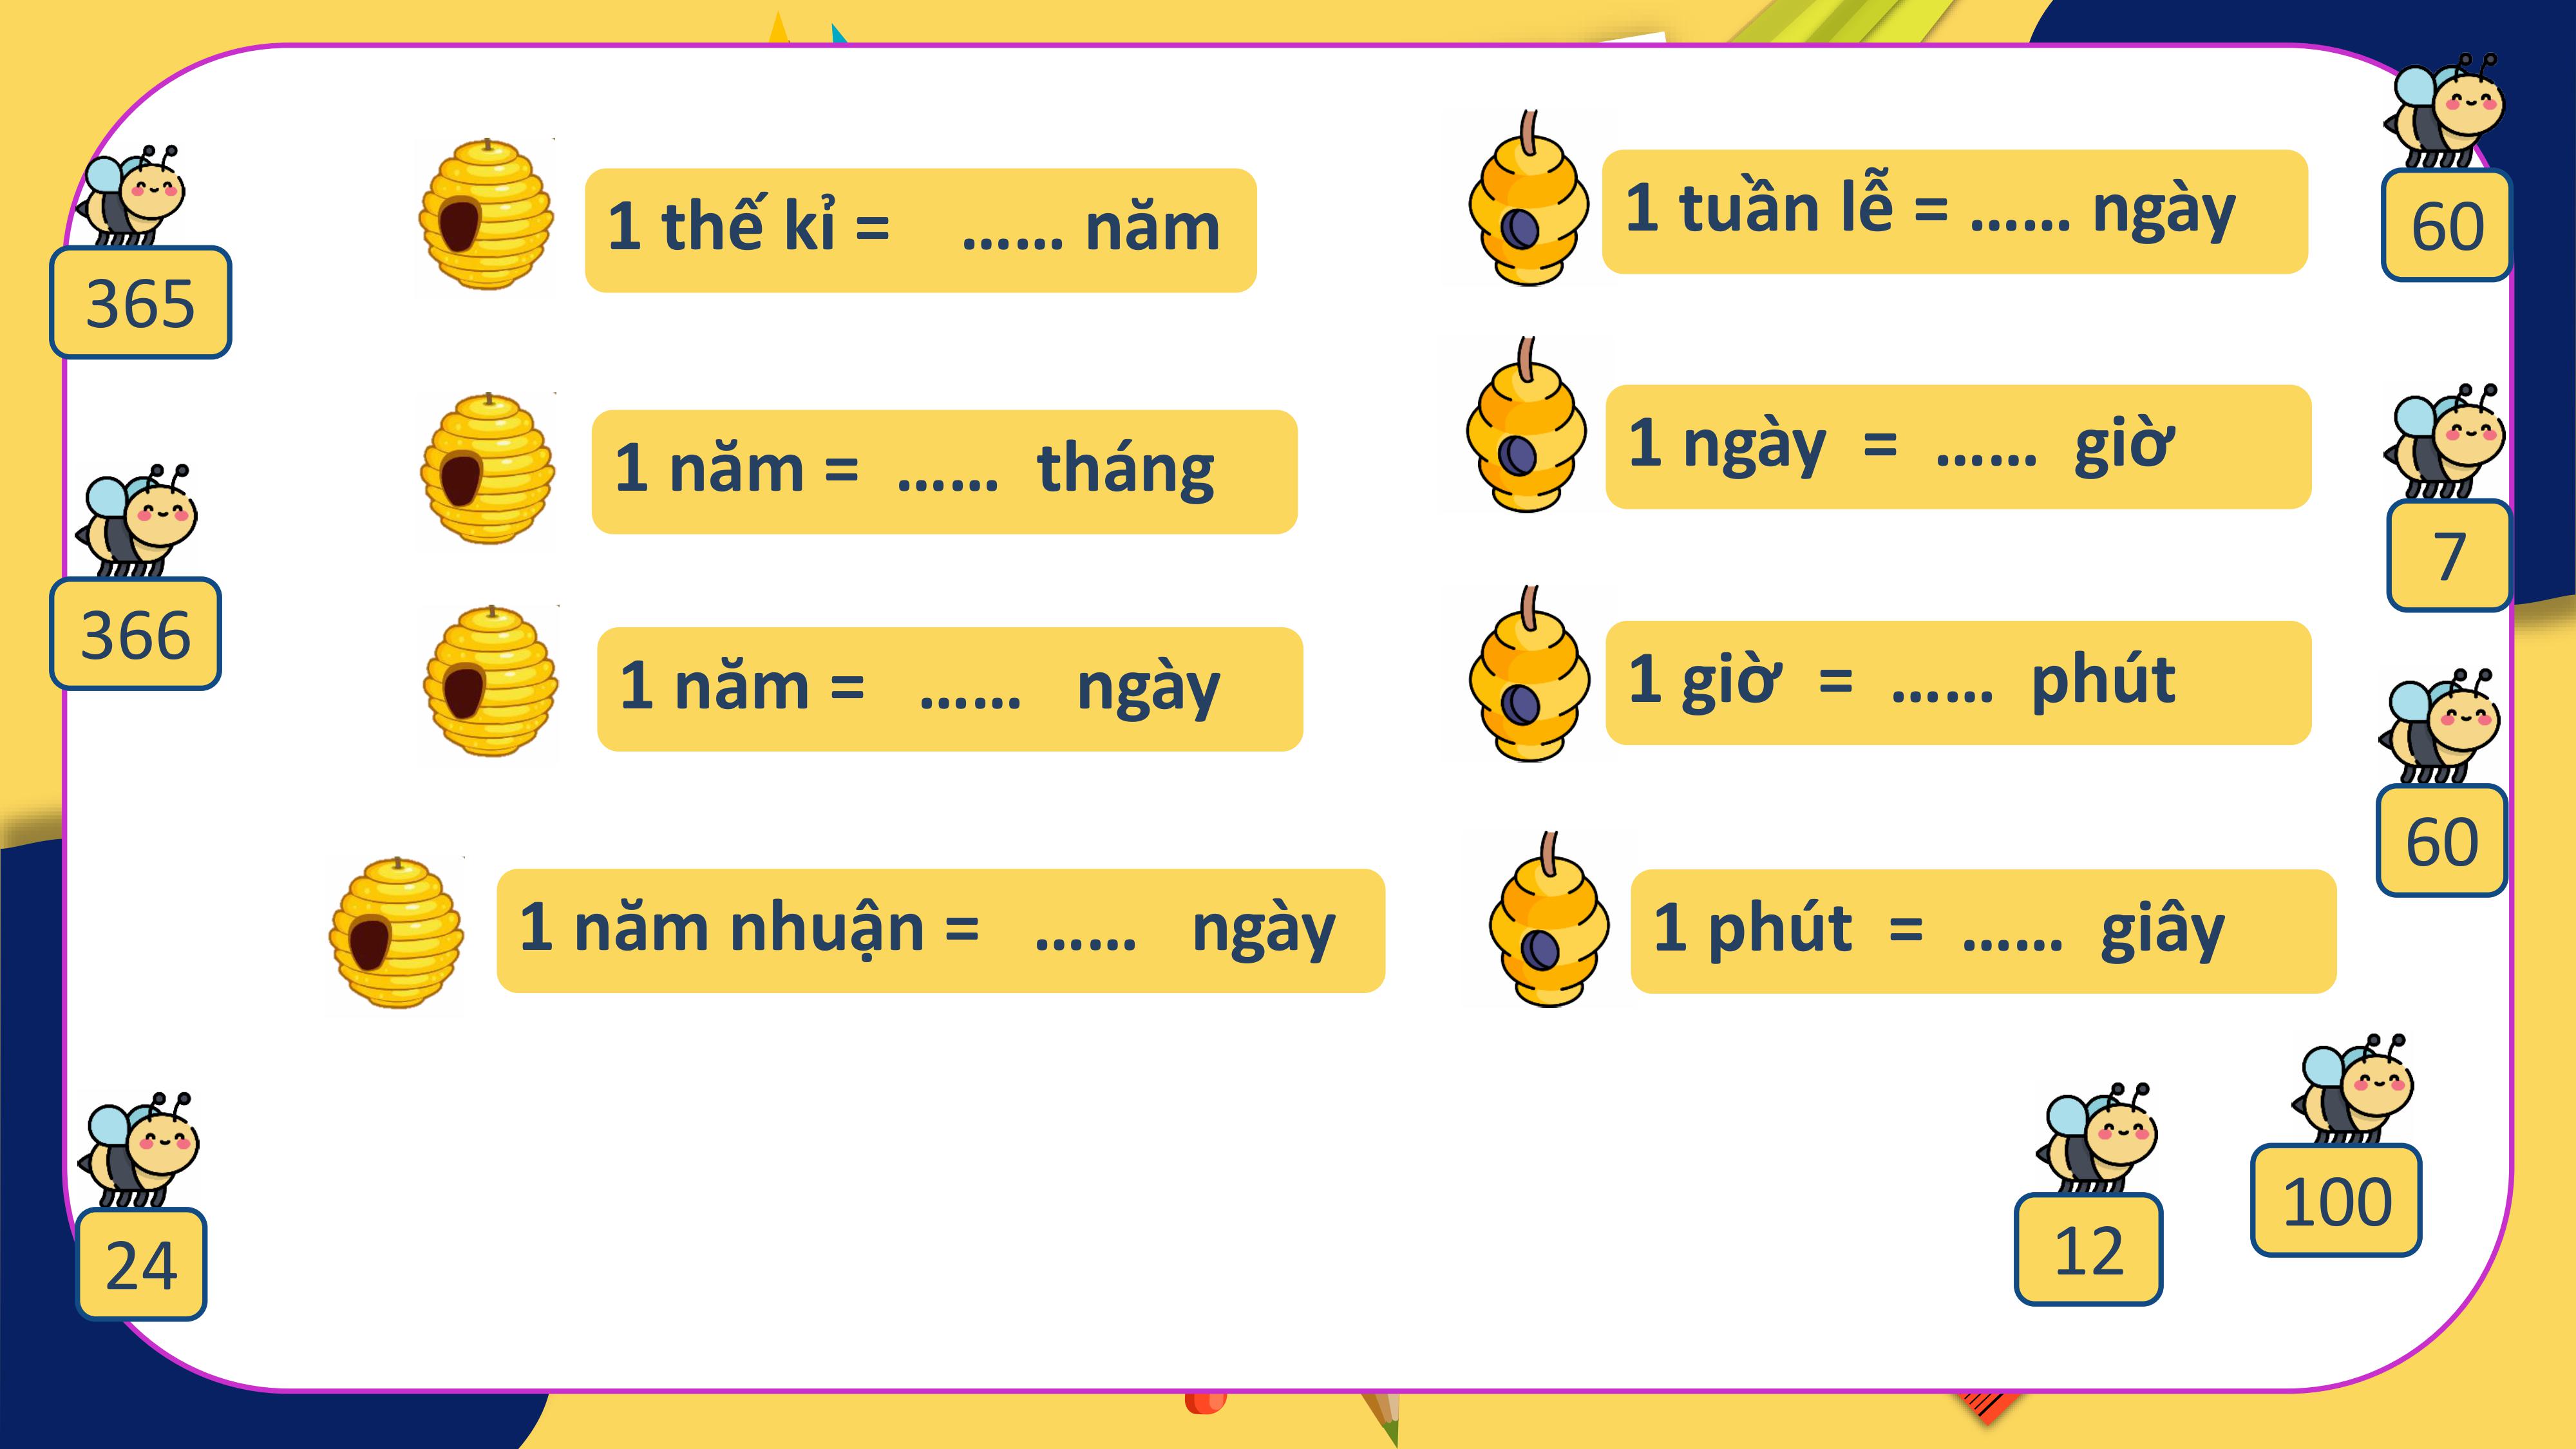 1 thế kỉ = …… năm
1 năm = …… tháng
1 năm = …… ngày
1 năm nhuận = …… ngày
1 tuần lễ = …… ngày
1 ngày = …… giờ
1 giờ = …… phút
1 phút = …… giây
365
366
24
60
7
60
12
100